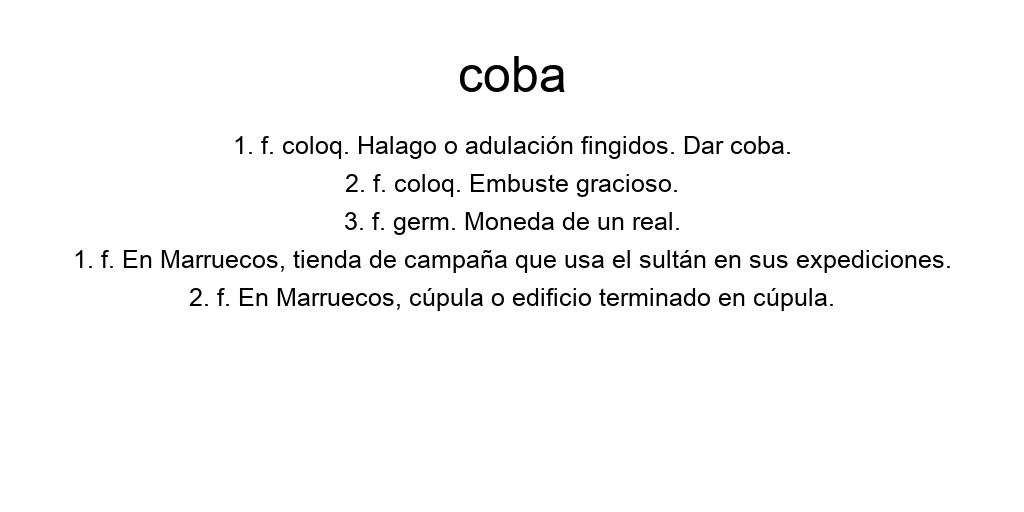 coba
1. f. coloq. Halago o adulación fingidos. Dar coba.
2. f. coloq. Embuste gracioso.
3. f. germ. Moneda de un real.
1. f. En Marruecos, tienda de campaña que usa el sultán en sus expediciones.
2. f. En Marruecos, cúpula o edificio terminado en cúpula.